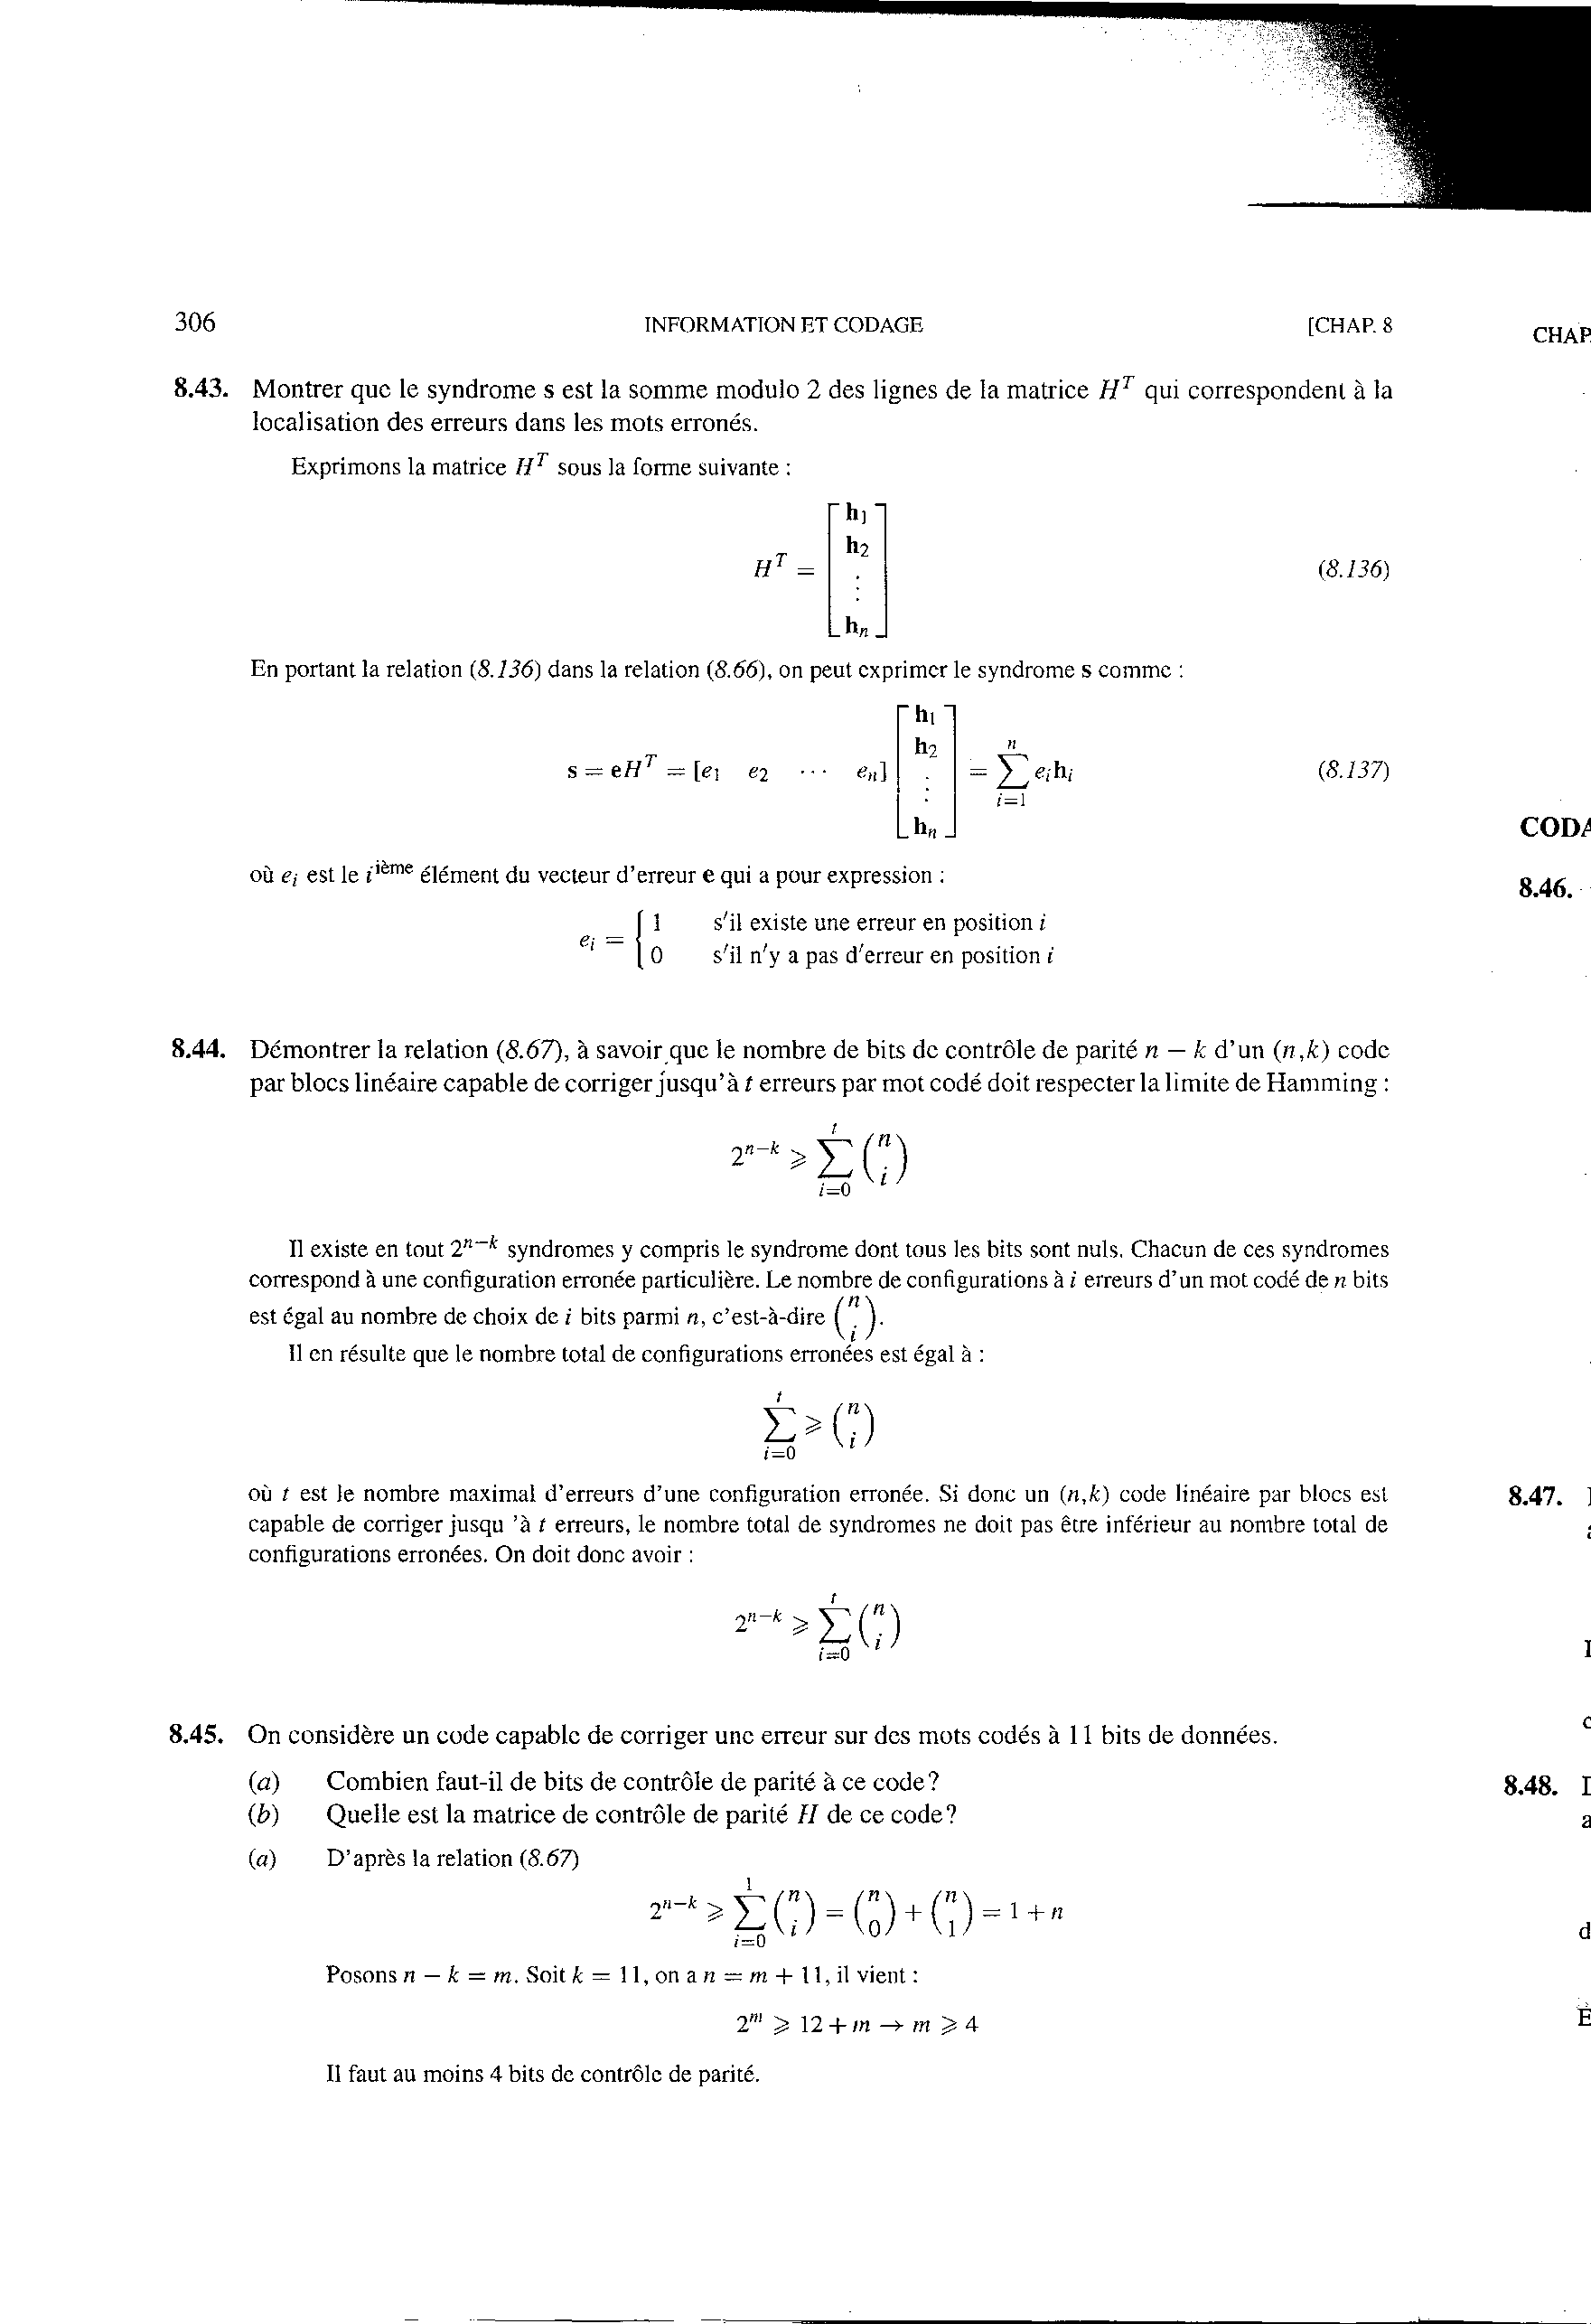 306 INFORMATION ET CODAGE [CHAP. 8
8.43. Montrer que le syndrome s est la somme modulo 2 des lignes de la matrice H^T qui correspondent à la
localisation des erreurs dans les mots erronés.
Exprimons la matrice H^T sous la forme suivante :
H^T = [h_1 h_2 ⋮ h_n] (8.136)
En portant la relation (8.136) dans la relation (8.66), on peut exprimer le syndrome s comme :
s = eH^T = [e_1 e_2 ··· e_n] [h_1 h_2 ⋮ h_n] = ∑_{i=1}^{n} e_i h_i (8.137)
où e_i est le i^ième élément du vecteur d'erreur e qui a pour expression :
e_i = { 1 s'il existe une erreur en position i
0 s'il n'y a pas d'erreur en position i
8.44. Démontrer la relation (8.67), à savoir que le nombre de bits de contrôle de parité n − k d'un (n,k) code
par blocs linéaire capable de corriger jusqu'à t erreurs par mot codé doit respecter la limite de Hamming :
2^{n−k} ⩾ ∑_{i=0}^{t} (n i)
Il existe en tout 2^{n−k} syndromes y compris le syndrome dont tous les bits sont nuls. Chacun de ces syndromes
correspond à une configuration erronée particulière. Le nombre de configurations à i erreurs d'un mot codé de n bits
est égal au nombre de choix de i bits parmi n, c'est-à-dire (n i).
Il en résulte que le nombre total de configurations erronées est égal à :
∑_{i=0}^{t} ⩾ (n i)
où t est le nombre maximal d'erreurs d'une configuration erronée. Si donc un (n,k) code linéaire par blocs est
capable de corriger jusqu 'à t erreurs, le nombre total de syndromes ne doit pas être inférieur au nombre total de
configurations erronées. On doit donc avoir :
2^{n−k} ⩾ ∑_{i=0}^{t} (n i)
8.45. On considère un code capable de corriger une erreur sur des mots codés à 11 bits de données.
(a) Combien faut-il de bits de contrôle de parité à ce code?
(b) Quelle est la matrice de contrôle de parité H de ce code?
(a) D'après la relation (8.67)
2^{n−k} ⩾ ∑_{i=0}^{1} (n i) = (n 0) + (n 1) = 1 + n
Posons n − k = m. Soit k = 11, on a n = m + 11, il vient :
2^m ⩾ 12 + m → m ⩾ 4
Il faut au moins 4 bits de contrôle de parité.
CHAP.
CODA
8.46.
8.47.
8.48.